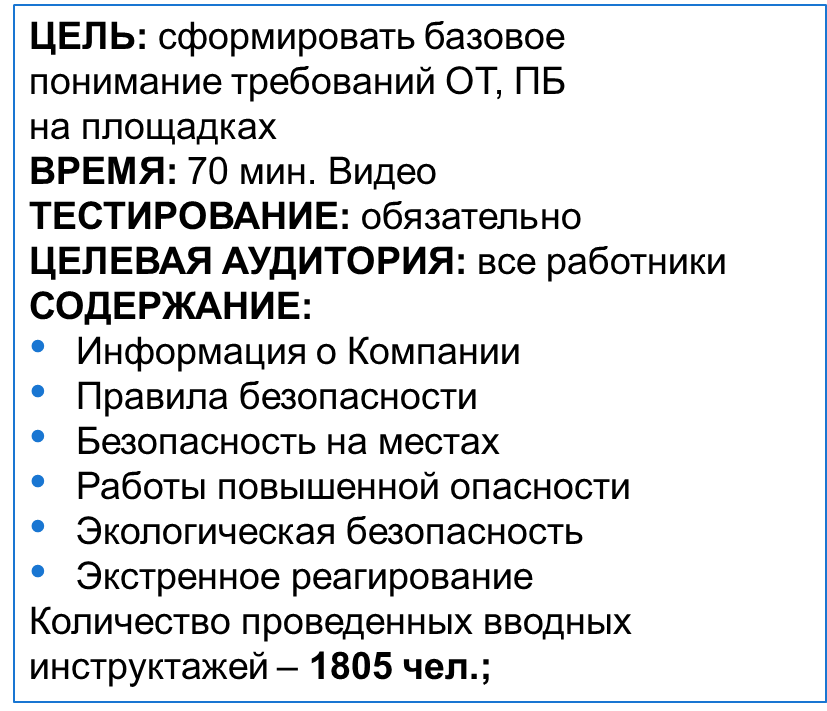 ЦЕЛЬ: сформировать базовое
понимание требований ОТ, ПБ
на площадках
ВРЕМЯ: 70 мин. Видео
ТЕСТИРОВАНИЕ: обязательно
ЦЕЛЕВАЯ АУДИТОРИЯ: все работники
СОДЕРЖАНИЕ:
• Информация о Компании
• Правила безопасности
• Безопасность на местах
• Работы повышенной опасности
• Экологическая безопасность
• Экстренное реагирование
Количество проведенных вводных
инструктажей – 1805 чел.;